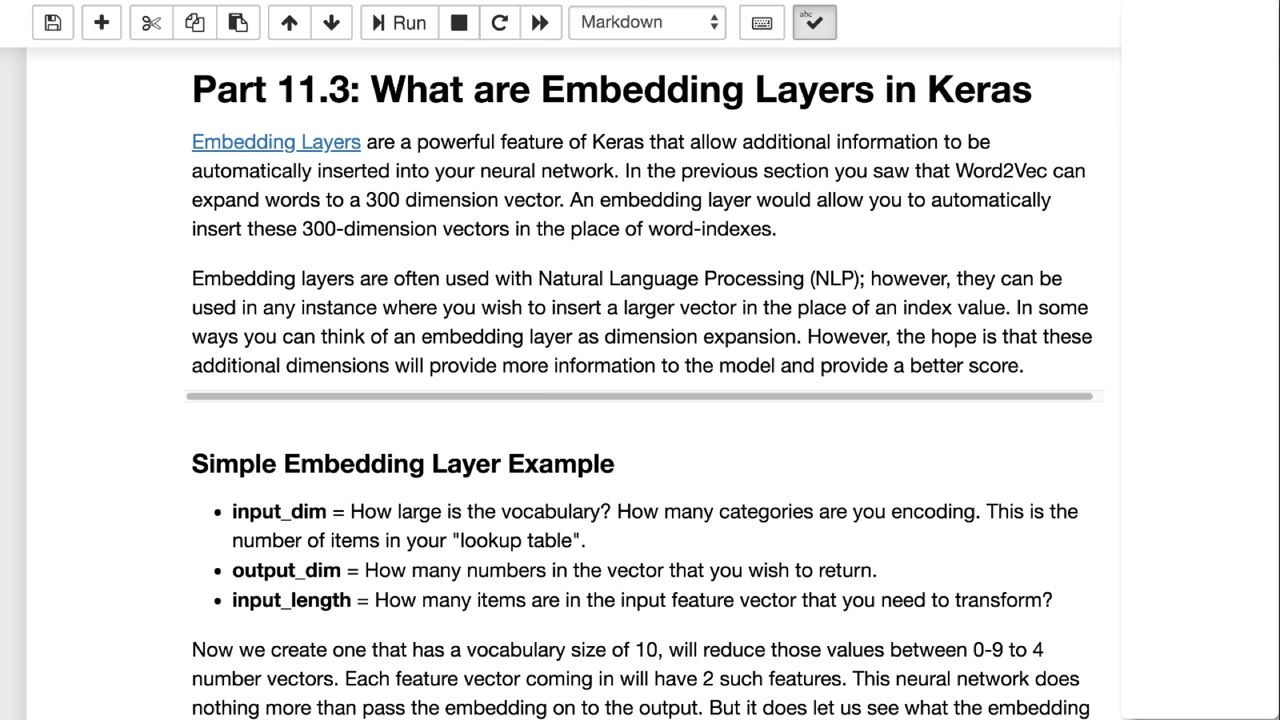 Run
Markdown
abc
Part 11.3: What are Embedding Layers in Keras
Embedding Layers are a powerful feature of Keras that allow additional information to be
automatically inserted into your neural network. In the previous section you saw that Word2Vec can
expand words to a 300 dimension vector. An embedding layer would allow you to automatically
insert these 300-dimension vectors in the place of word-indexes.
Embedding layers are often used with Natural Language Processing (NLP); however, they can be
used in any instance where you wish to insert a larger vector in the place of an index value. In some
ways you can think of an embedding layer as dimension expansion. However, the hope is that these
additional dimensions will provide more information to the model and provide a better score.
Simple Embedding Layer Example
• input_dim = How large is the vocabulary? How many categories are you encoding. This is the
number of items in your "lookup table".
• output_dim = How many numbers in the vector that you wish to return.
• input_length = How many items are in the input feature vector that you need to transform?
Now we create one that has a vocabulary size of 10, will reduce those values between 0-9 to 4
number vectors. Each feature vector coming in will have 2 such features. This neural network does
nothing more than pass the embedding on to the output. But it does let us see what the embedding